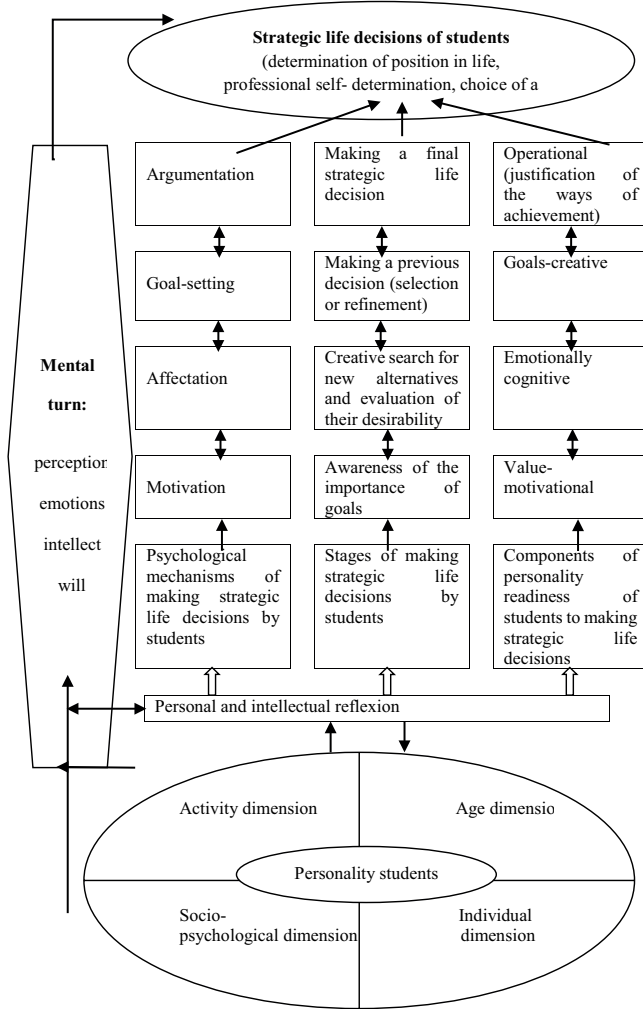 Strategic life decisions of students
(determination of position in life,
professional self- determination, choice of a
Argumentation
Making a final
strategic life
decision
Operational
(justification of
the ways of
achievement)
Goal-setting
Making a previous
decision (selection
or refinement)
Goals-creative
Mental
turn:
perception
emotions
intellect
will
Affectation
Creative search for
new alternatives
and evaluation of
their desirability
Emotionally
cognitive
Motivation
Awareness of the
importance of
goals
Value-
motivational
Psychological
mechanisms of
making strategic
life decisions by
students
Stages of making
strategic life
decisions by
students
Components of
personality
readiness of
students to making
strategic life
decisions
Personal and intellectual reflexion
Activity dimension
Age dimensio
Personality students
Socio-
psychological dimension
Individual
dimension